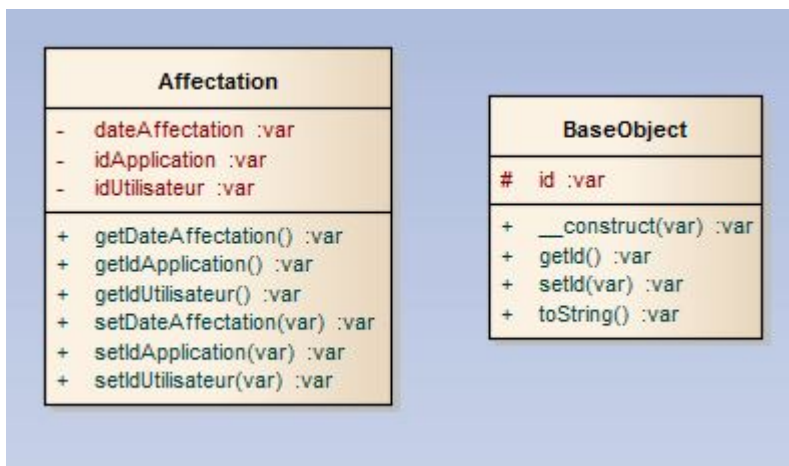 Affectation
- dateAffectation :var
- idApplication :var
- idUtilisateur :var
+ getDateAffectation() :var
+ getIdApplication() :var
+ getIdUtilisateur() :var
+ setDateAffectation(var) :var
+ setIdApplication(var) :var
+ setIdUtilisateur(var) :var
BaseObject
# id :var
+ __construct(var) :var
+ getId() :var
+ setId(var) :var
+ toString() :var